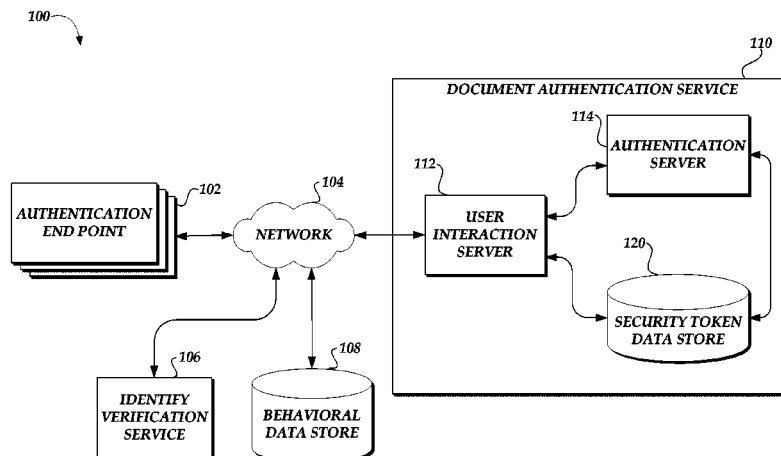 100
110
DOCUMENT AUTHENTICATION SERVICE
114
AUTHENTICATION
SERVER
102
104
112
AUTHENTICATION
END POINT
NETWORK
USER
INTERACTION
SERVER
120
SECURITY TOKEN
DATA STORE
106
108
IDENTIFY
VERIFICATION
SERVICE
BEHAVIORAL
DATA STORE